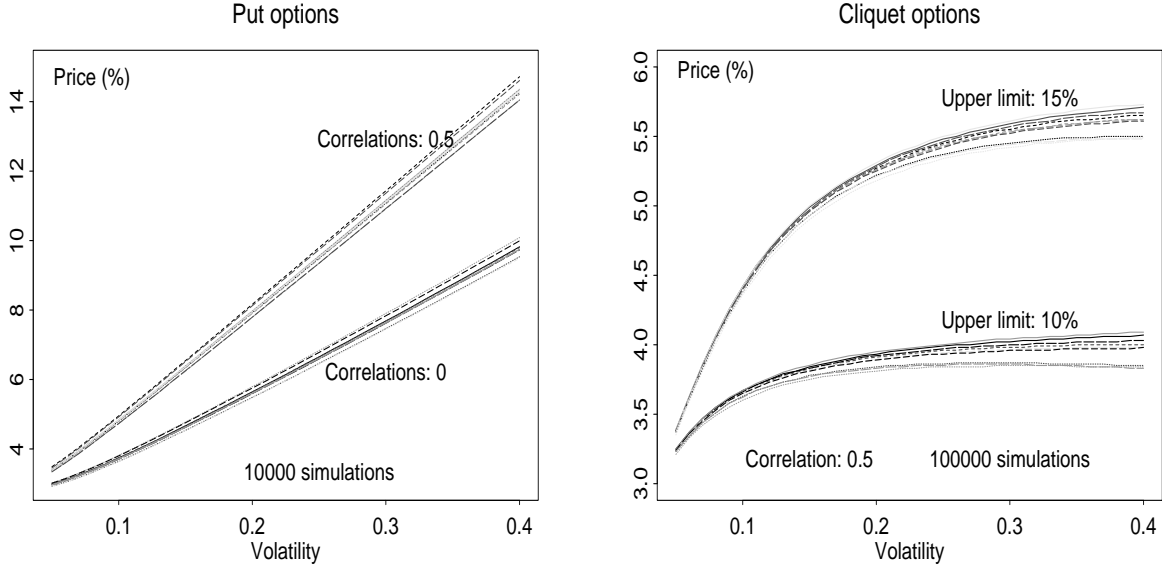 Put options
Price (%)
Correlations: 0.5
Correlations: 0
10000 simulations
4
6
8
10
12
14
0.1
0.2
0.3
0.4
Volatility
Cliquet options
Price (%)
Upper limit: 15%
Upper limit: 10%
Correlation: 0.5
100000 simulations
3.0
3.5
4.0
4.5
5.0
5.5
6.0
0.1
0.2
0.3
0.4
Volatility